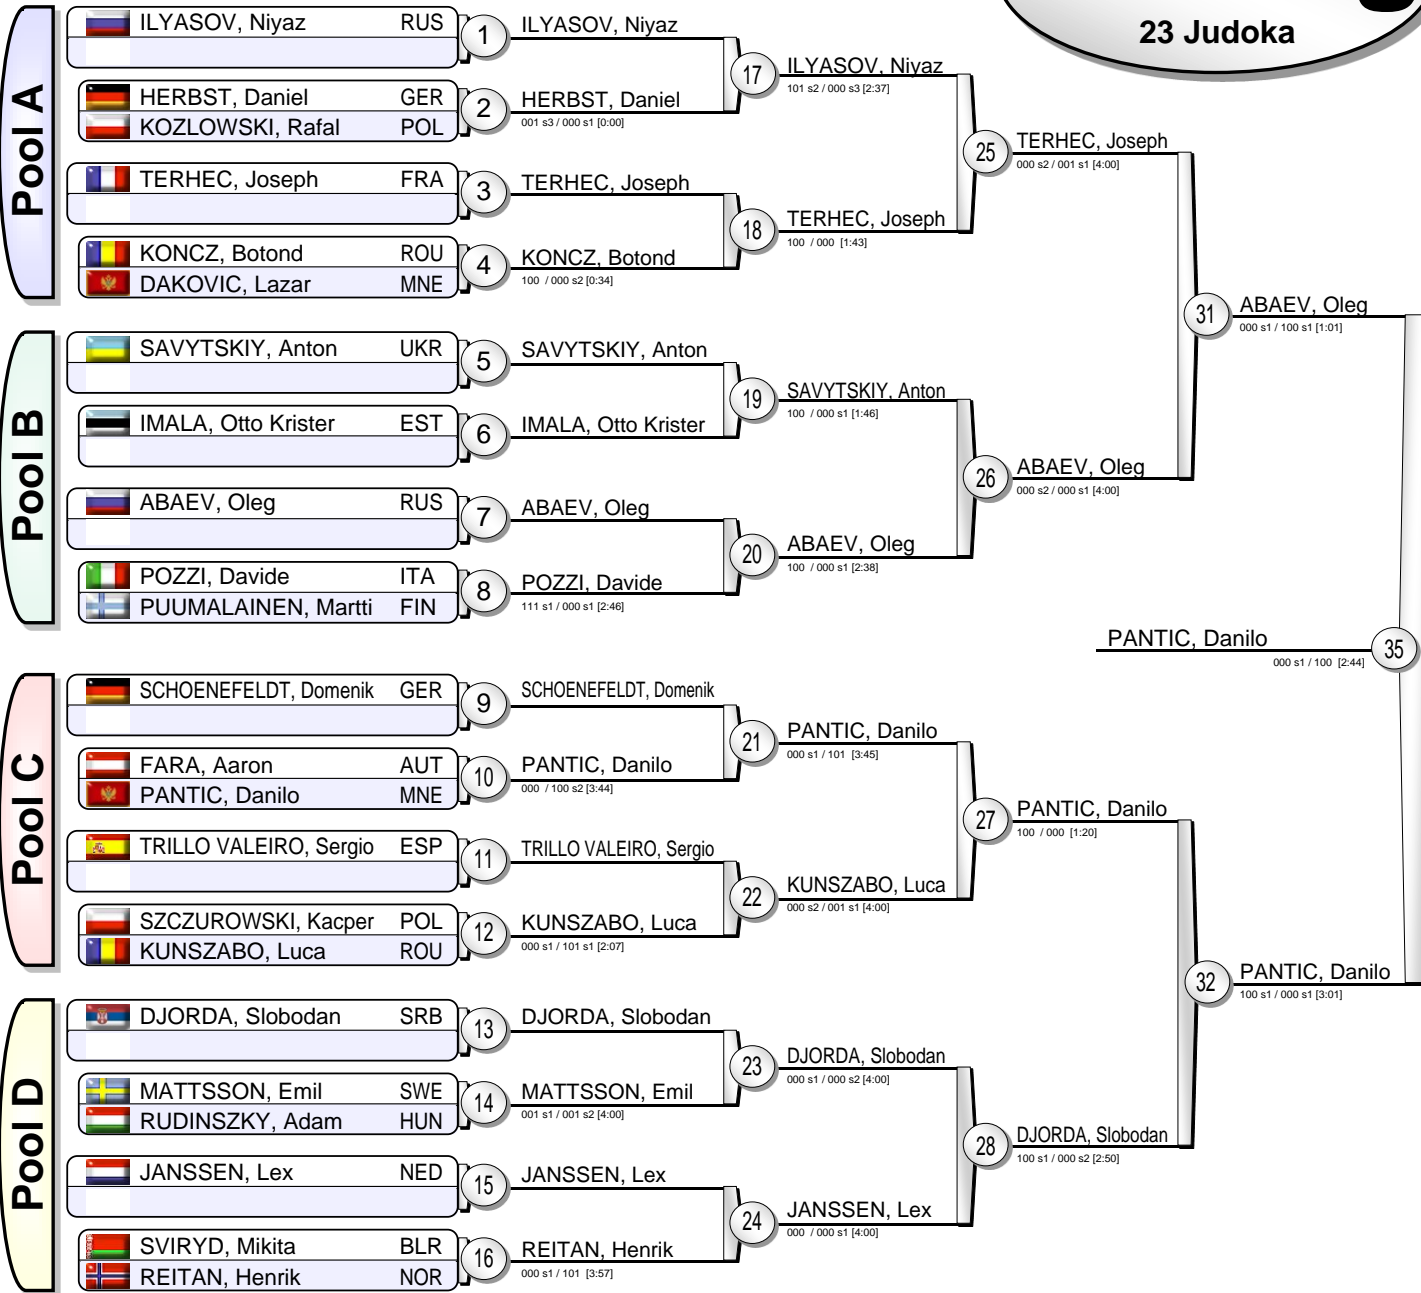 23 Judoka
Pool A
ILYASOV, Niyaz RUS
1
HERBST, Daniel GER
KOZLOWSKI, Rafal POL
2
TERHEC, Joseph FRA
3
KONCZ, Botond ROU
DAKOVIC, Lazar MNE
4
Pool B
SAVYTSKIY, Anton UKR
5
IMALA, Otto Krister EST
6
ABAEV, Oleg RUS
7
POZZI, Davide ITA
PUUMALAINEN, Martti FIN
8
Pool C
SCHOENEFELDT, Domenik GER
9
FARA, Aaron AUT
PANTIC, Danilo MNE
10
TRILLO VALEIRO, Sergio ESP
11
SZCZUROWSKI, Kacper POL
KUNSZABO, Luca ROU
12
Pool D
DJORDA, Slobodan SRB
13
MATTSSON, Emil SWE
RUDINSZKY, Adam HUN
14
JANSSEN, Lex NED
15
SVIRYD, Mikita BLR
REITAN, Henrik NOR
16
ILYASOV, Niyaz
HERBST, Daniel
001 s3 / 000 s1 [0:00]
17
TERHEC, Joseph
KONCZ, Botond
100 / 000 s2 [0:34]
18
SAVYTSKIY, Anton
IMALA, Otto Krister
19
ABAEV, Oleg
POZZI, Davide
111 s1 / 000 s1 [2:46]
20
SCHOENEFELDT, Domenik
PANTIC, Danilo
000 / 100 s2 [3:44]
21
TRILLO VALEIRO, Sergio
KUNSZABO, Luca
000 s1 / 101 s1 [2:07]
22
DJORDA, Slobodan
MATTSSON, Emil
001 s1 / 001 s2 [4:00]
23
JANSSEN, Lex
REITAN, Henrik
000 s1 / 101 [3:57]
24
ILYASOV, Niyaz
101 s2 / 000 s3 [2:37]
TERHEC, Joseph
100 / 000 [1:43]
25
SAVYTSKIY, Anton
100 / 000 s1 [1:46]
ABAEV, Oleg
100 / 000 s1 [2:38]
26
PANTIC, Danilo
000 s1 / 101 [3:45]
KUNSZABO, Luca
000 s2 / 001 s1 [4:00]
27
DJORDA, Slobodan
000 s1 / 000 s2 [4:00]
JANSSEN, Lex
000 / 000 s1 [4:00]
28
TERHEC, Joseph
000 s2 / 001 s1 [4:00]
ABAEV, Oleg
000 s2 / 000 s1 [4:00]
31
PANTIC, Danilo
100 / 000 [1:20]
DJORDA, Slobodan
100 s1 / 000 s2 [2:50]
32
ABAEV, Oleg
000 s1 / 100 s1 [1:01]
PANTIC, Danilo
100 s1 / 000 s1 [3:01]
PANTIC, Danilo
000 s1 / 100 [2:44]
35